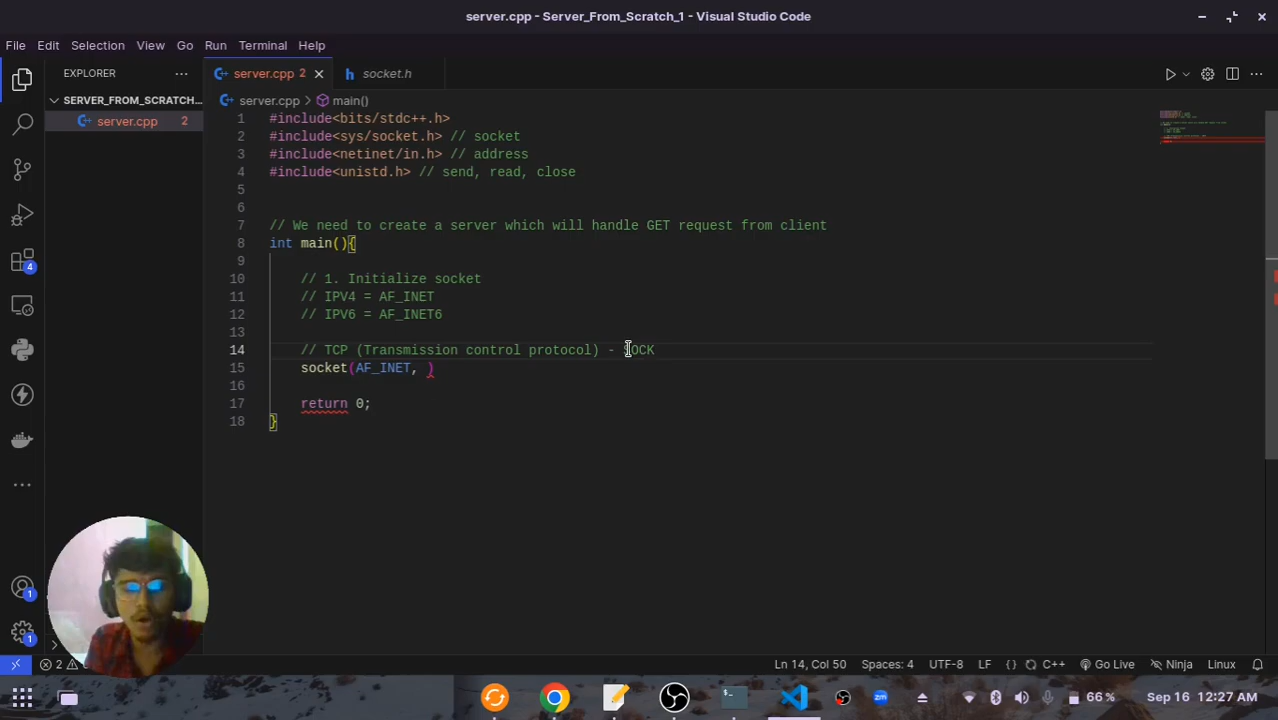 server.cpp - Server_From_Scratch_1 - Visual Studio Code
File Edit Selection View Go Run Terminal Help
EXPLORER ···
server.cpp 2 socket.h
SERVER_FROM_SCRATCH...
server.cpp > main()
server.cpp 2
1 #include<bits/stdc++.h>
2 #include<sys/socket.h> // socket
3 #include<netinet/in.h> // address
4 #include<unistd.h> // send, read, close
5
6
7 // We need to create a server which will handle GET request from client
8 int main(){
9
10 // 1. Initialize socket
11 // IPV4 = AF_INET
12 // IPV6 = AF_INET6
13
14 // TCP (Transmission control protocol) - SOCK
15 socket(AF_INET, )
16
17 return 0;
18 }
4
1
1
2
Ln 14, Col 50 Spaces: 4 UTF-8 LF {} C++ Go Live Ninja Linux
zm 66 % Sep 16 12:27 AM